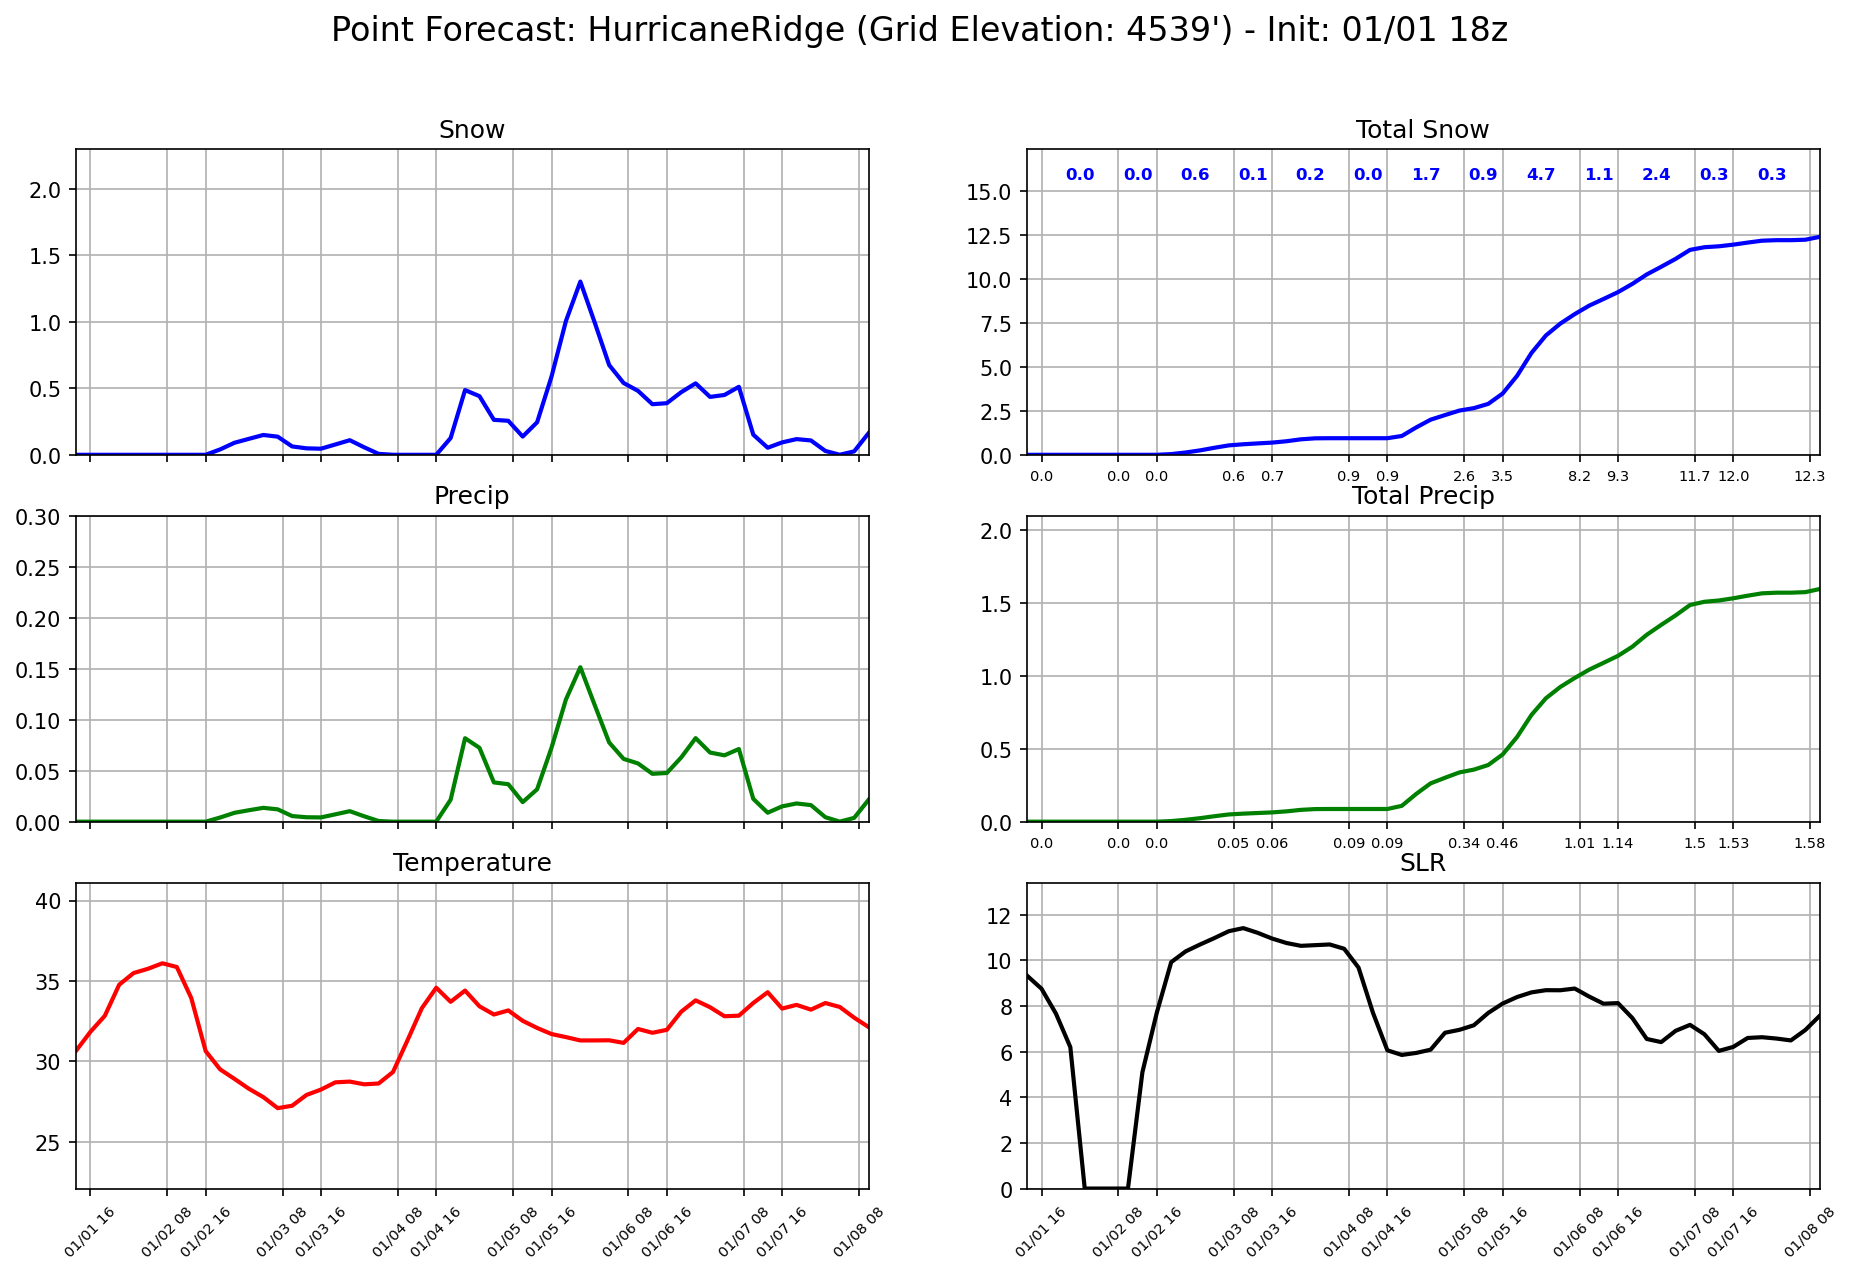 Point Forecast: HurricaneRidge (Grid Elevation: 4539') - Init: 01/01 18z
Snow
2.0
1.5
1.0
0.5
0.0
Total Snow
0.0 0.0 0.6 0.1 0.2 0.0 1.7 0.9 4.7 1.1 2.4 0.3 0.3
15.0
12.5
10.0
7.5
5.0
2.5
0.0
0.0 0.0 0.0 0.6 0.7 0.9 0.9 2.6 3.5 8.2 9.3 11.7 12.0 12.3
Precip
0.30
0.25
0.20
0.15
0.10
0.05
0.00
Total Precip
2.0
1.5
1.0
0.5
0.0
0.0 0.0 0.0 0.05 0.06 0.09 0.09 0.34 0.46 1.01 1.14 1.5 1.53 1.58
Temperature
40
35
30
25
01/01 16 01/02 08 01/02 16 01/03 08 01/03 16 01/04 08 01/04 16 01/05 08 01/05 16 01/06 08 01/06 16 01/07 08 01/07 16 01/08 08
SLR
12
10
8
6
4
2
0
01/01 16 01/02 08 01/02 16 01/03 08 01/03 16 01/04 08 01/04 16 01/05 08 01/05 16 01/06 08 01/06 16 01/07 08 01/07 16 01/08 08